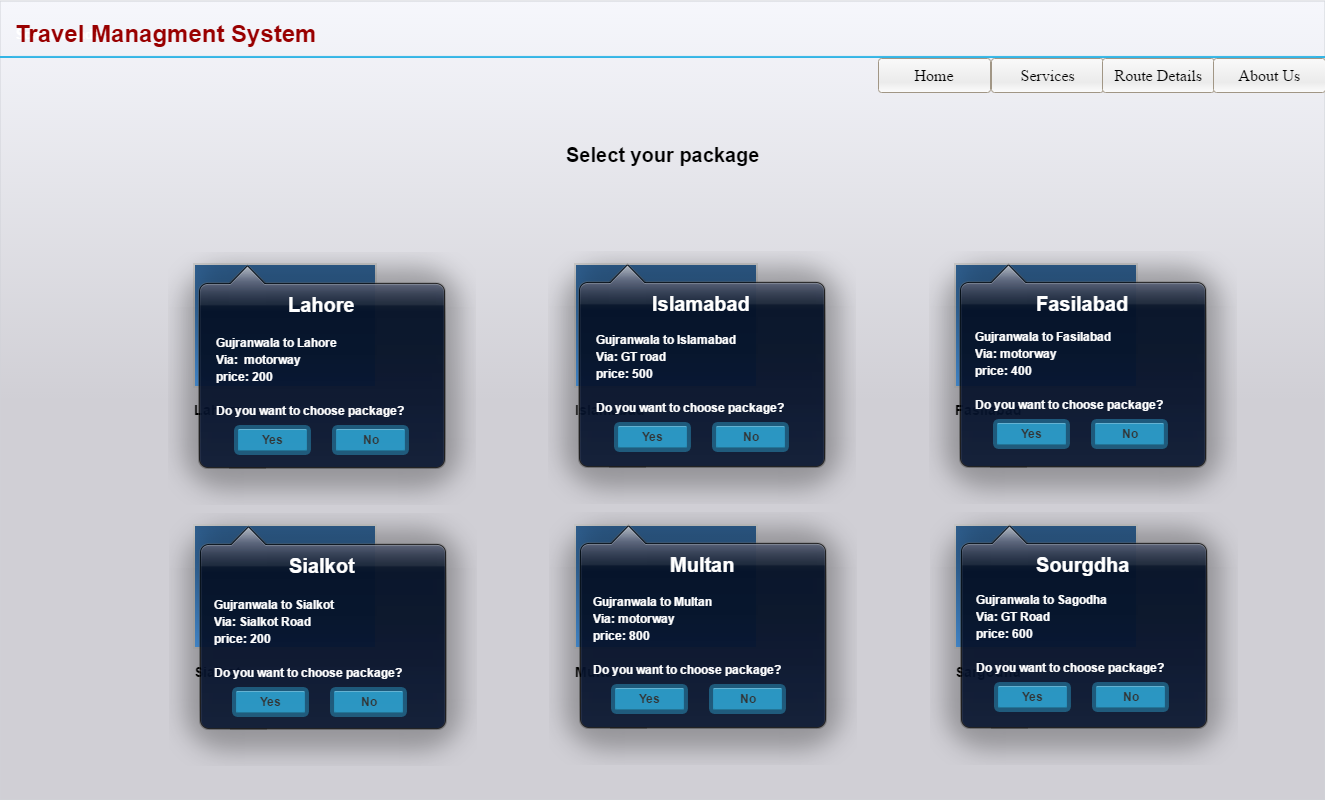 Travel Managment System
Home
Services
Route Details
About Us
Select your package
Lahore
Gujranwala to Lahore
Via:  motorway
price: 200
Do you want to choose package?
Yes
No
Islamabad
Gujranwala to Islamabad
Via: GT road
price: 500
Do you want to choose package?
Yes
No
Fasilabad
Gujranwala to Fasilabad
Via: motorway
price: 400
Do you want to choose package?
Yes
No
Sialkot
Gujranwala to Sialkot
Via: Sialkot Road
price: 200
Do you want to choose package?
Yes
No
Multan
Gujranwala to Multan
Via: motorway
price: 800
Do you want to choose package?
Yes
No
Sourgdha
Gujranwala to Sagodha
Via: GT Road
price: 600
Do you want to choose package?
Yes
No